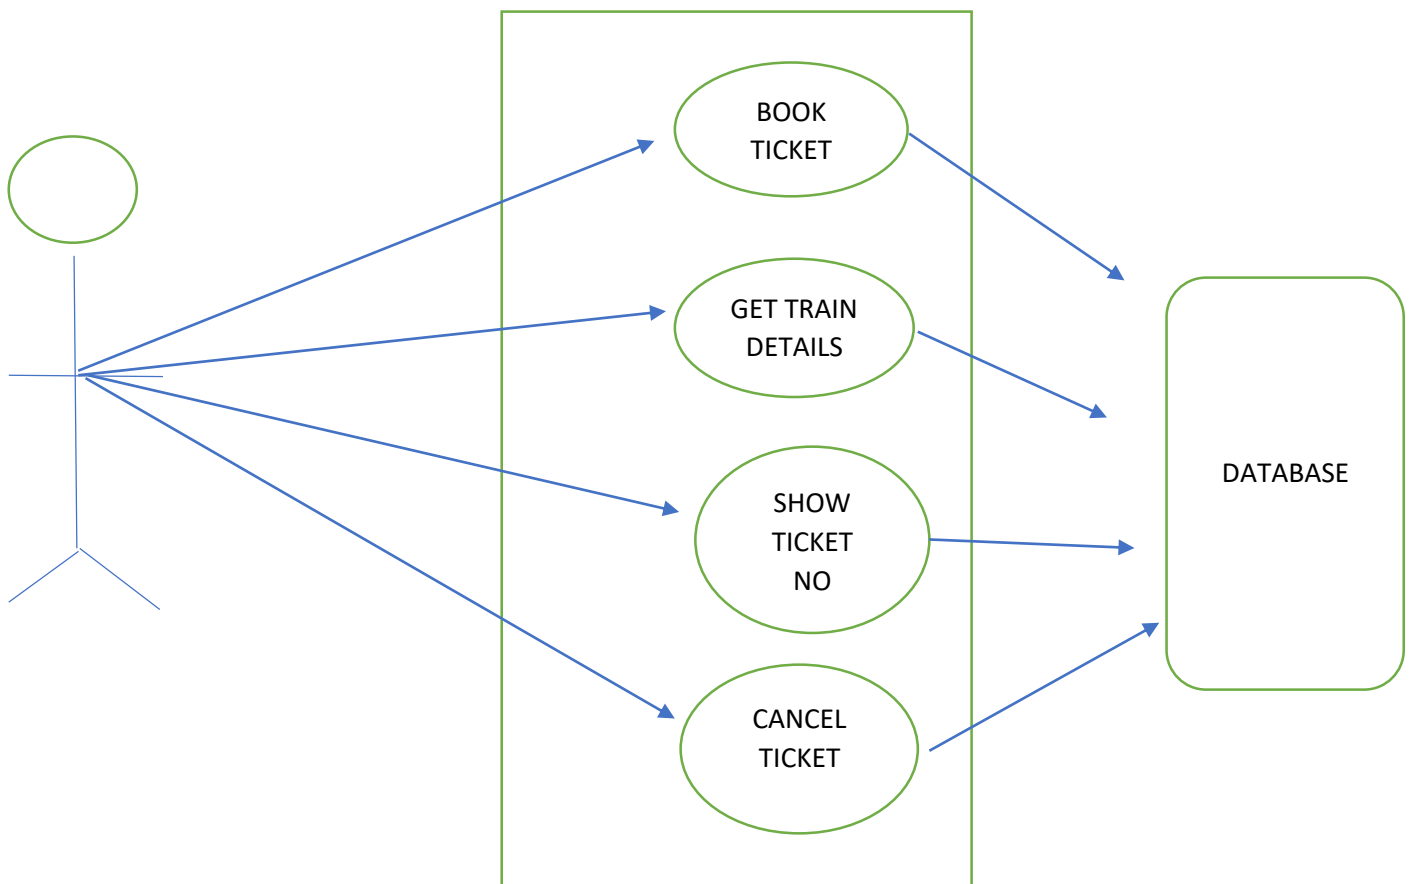 BOOK
TICKET
GET TRAIN
DETAILS
SHOW
TICKET
NO
CANCEL
TICKET
DATABASE